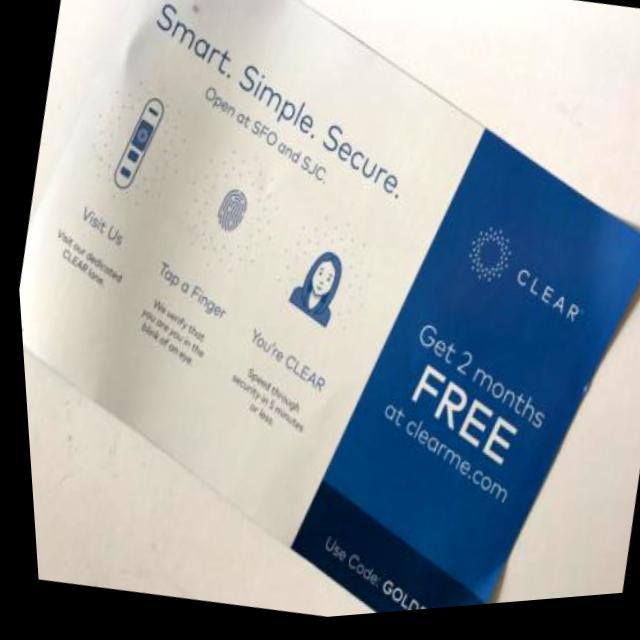 Smart. Simple. Secure.
Open at SFO and SJC.
Visit Us
Visit our dedicated
CLEAR lane.
Tap a Finger
We verify that
you are you in the
blink of an eye.
You're CLEAR
Speed through
security in 5 minutes
or less.
CLEAR
Get 2 months
FREE
at clearme.com
Use Code: